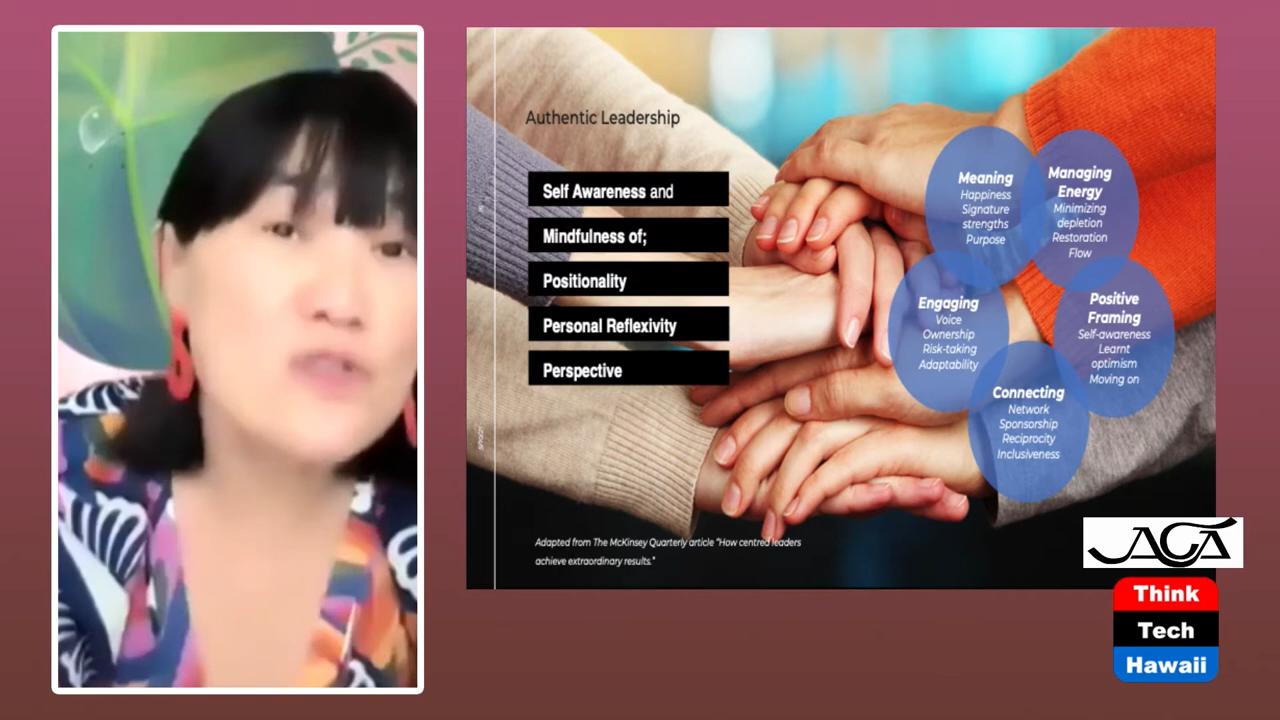 Authentic Leadership
Self Awareness and
Mindfulness of;
Positionality
Personal Reflexivity
Perspective
Meaning
Happiness
Signature
strengths
Purpose
Managing
Energy
Minimizing
depletion
Restoration
Flow
Engaging
Voice
Ownership
Risk-taking
Adaptability
Positive
Framing
Self-awareness
Learnt
optimism
Moving on
Connecting
Network
Sponsorship
Reciprocity
Inclusiveness
Adapted from The McKinsey Quarterly article "How centred leaders
achieve extraordinary results."
JAGA
Think
Tech
Hawaii